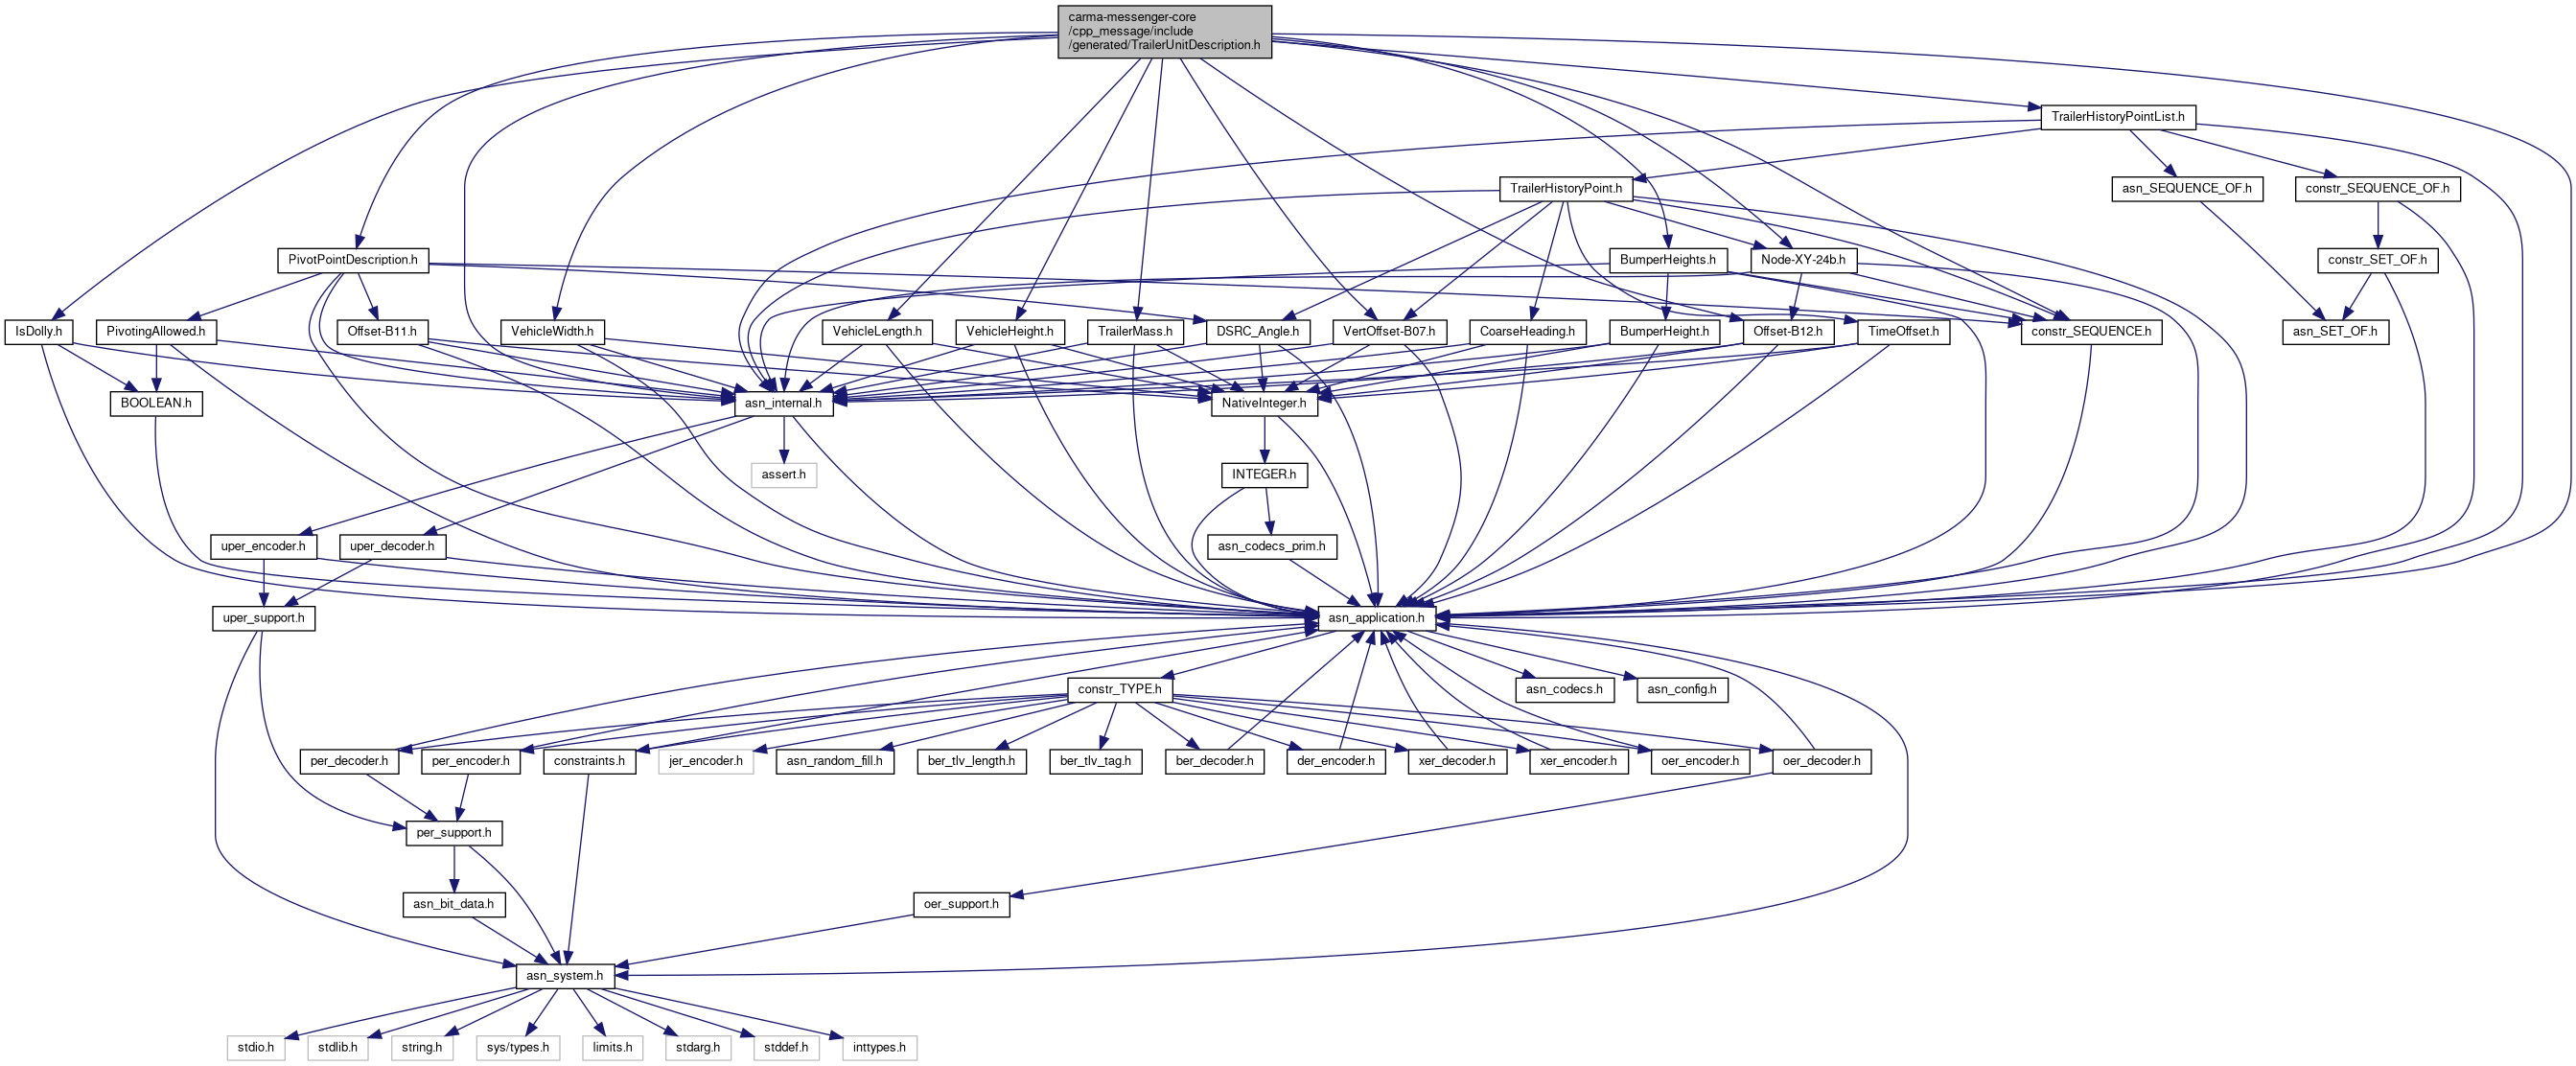 carma-messenger-core
/cpp_message/include
/generated/TrailerUnitDescription.h
TrailerHistoryPointList.h
TrailerHistoryPoint.h
asn_SEQUENCE_OF.h
constr_SEQUENCE_OF.h
PivotPointDescription.h
BumperHeights.h
Node-XY-24b.h
constr_SET_OF.h
IsDolly.h
PivotingAllowed.h
Offset-B11.h
VehicleWidth.h
VehicleLength.h
VehicleHeight.h
TrailerMass.h
DSRC_Angle.h
VertOffset-B07.h
CoarseHeading.h
BumperHeight.h
Offset-B12.h
TimeOffset.h
constr_SEQUENCE.h
asn_SET_OF.h
BOOLEAN.h
asn_internal.h
NativeInteger.h
assert.h
INTEGER.h
uper_encoder.h
uper_decoder.h
asn_codecs_prim.h
uper_support.h
asn_application.h
constr_TYPE.h
asn_codecs.h
asn_config.h
per_decoder.h
per_encoder.h
constraints.h
jer_encoder.h
asn_random_fill.h
ber_tlv_length.h
ber_tlv_tag.h
ber_decoder.h
der_encoder.h
xer_decoder.h
xer_encoder.h
oer_encoder.h
oer_decoder.h
per_support.h
asn_bit_data.h
oer_support.h
asn_system.h
stdio.h
stdlib.h
string.h
sys/types.h
limits.h
stdarg.h
stddef.h
inttypes.h